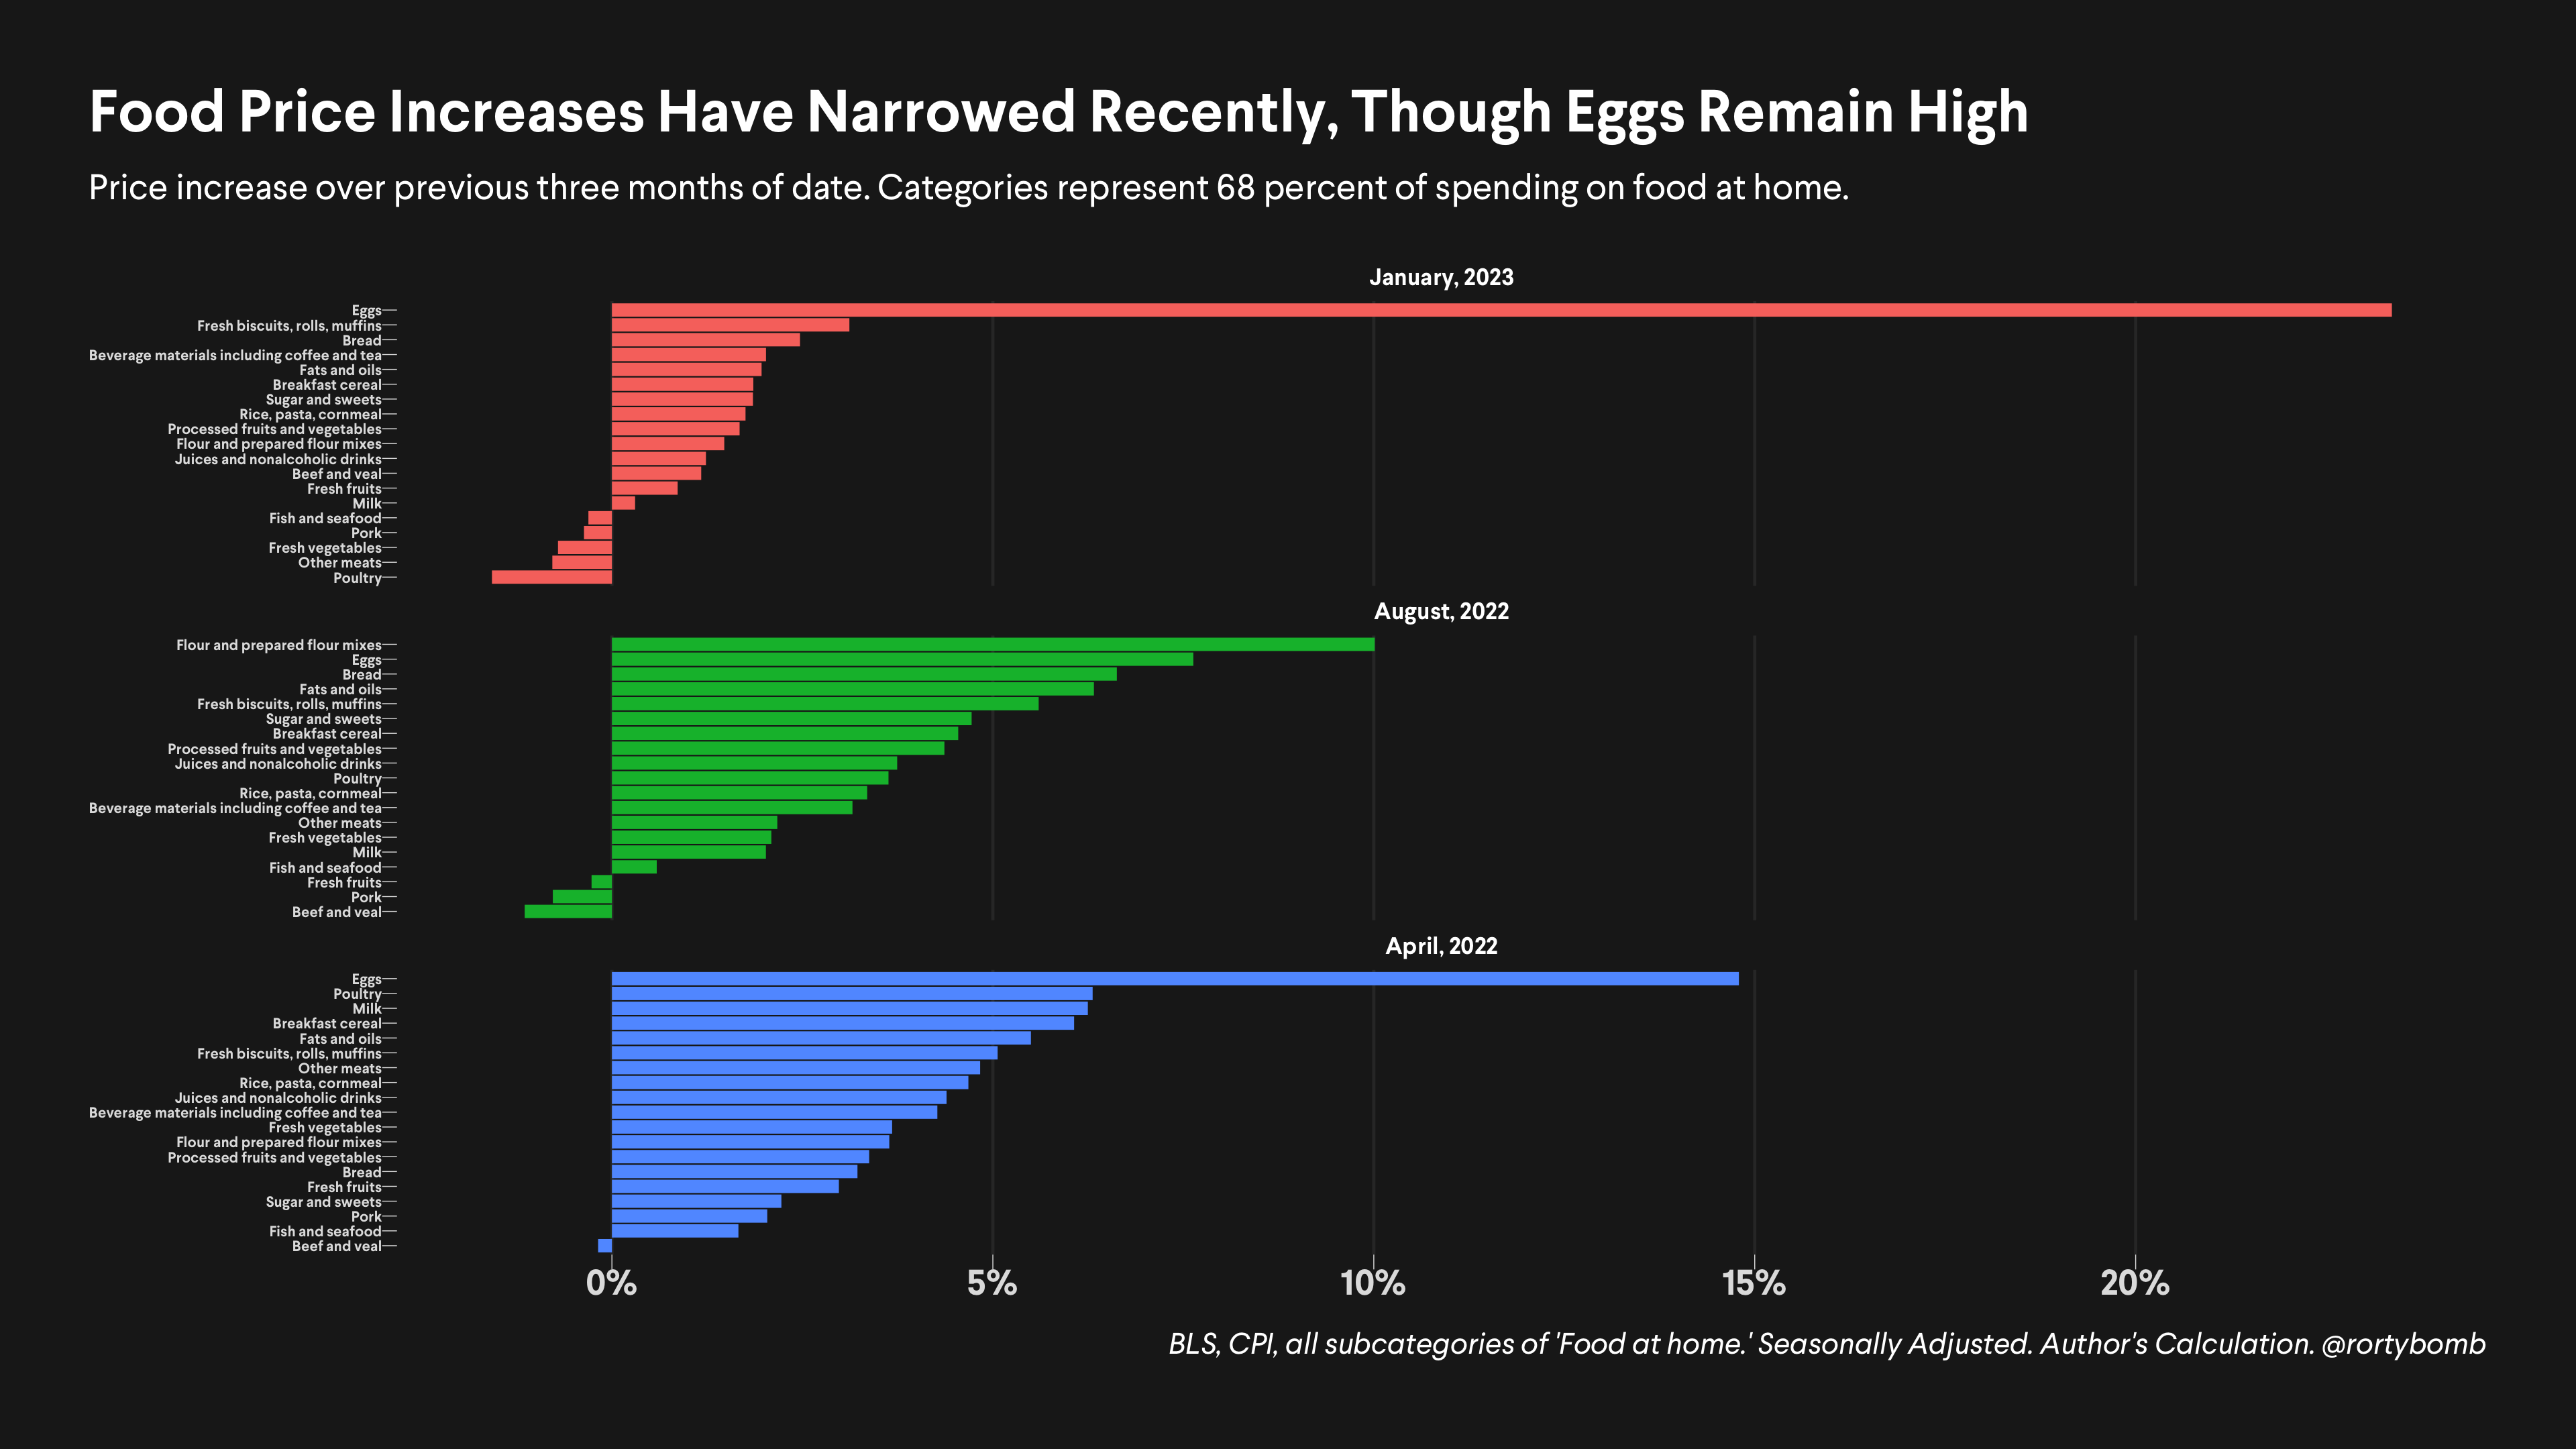 Food Price Increases Have Narrowed Recently, Though Eggs Remain High
Price increase over previous three months of date. Categories represent 68 percent of spending on food at home.
January, 2023
Eggs
Fresh biscuits, rolls, muffins
Bread
Beverage materials including coffee and tea
Fats and oils
Breakfast cereal
Sugar and sweets
Rice, pasta, cornmeal
Processed fruits and vegetables
Flour and prepared flour mixes
Juices and nonalcoholic drinks
Beef and veal
Fresh fruits
Milk
Fish and seafood
Pork
Fresh vegetables
Other meats
Poultry
August, 2022
Flour and prepared flour mixes
Eggs
Bread
Fats and oils
Fresh biscuits, rolls, muffins
Sugar and sweets
Breakfast cereal
Processed fruits and vegetables
Juices and nonalcoholic drinks
Poultry
Rice, pasta, cornmeal
Beverage materials including coffee and tea
Other meats
Fresh vegetables
Milk
Fish and seafood
Fresh fruits
Pork
Beef and veal
April, 2022
Eggs
Poultry
Milk
Breakfast cereal
Fats and oils
Fresh biscuits, rolls, muffins
Other meats
Rice, pasta, cornmeal
Juices and nonalcoholic drinks
Beverage materials including coffee and tea
Fresh vegetables
Flour and prepared flour mixes
Processed fruits and vegetables
Bread
Fresh fruits
Sugar and sweets
Pork
Fish and seafood
Beef and veal
0% 5% 10% 15% 20%
BLS, CPI, all subcategories of 'Food at home.' Seasonally Adjusted. Author's Calculation. @rortybomb